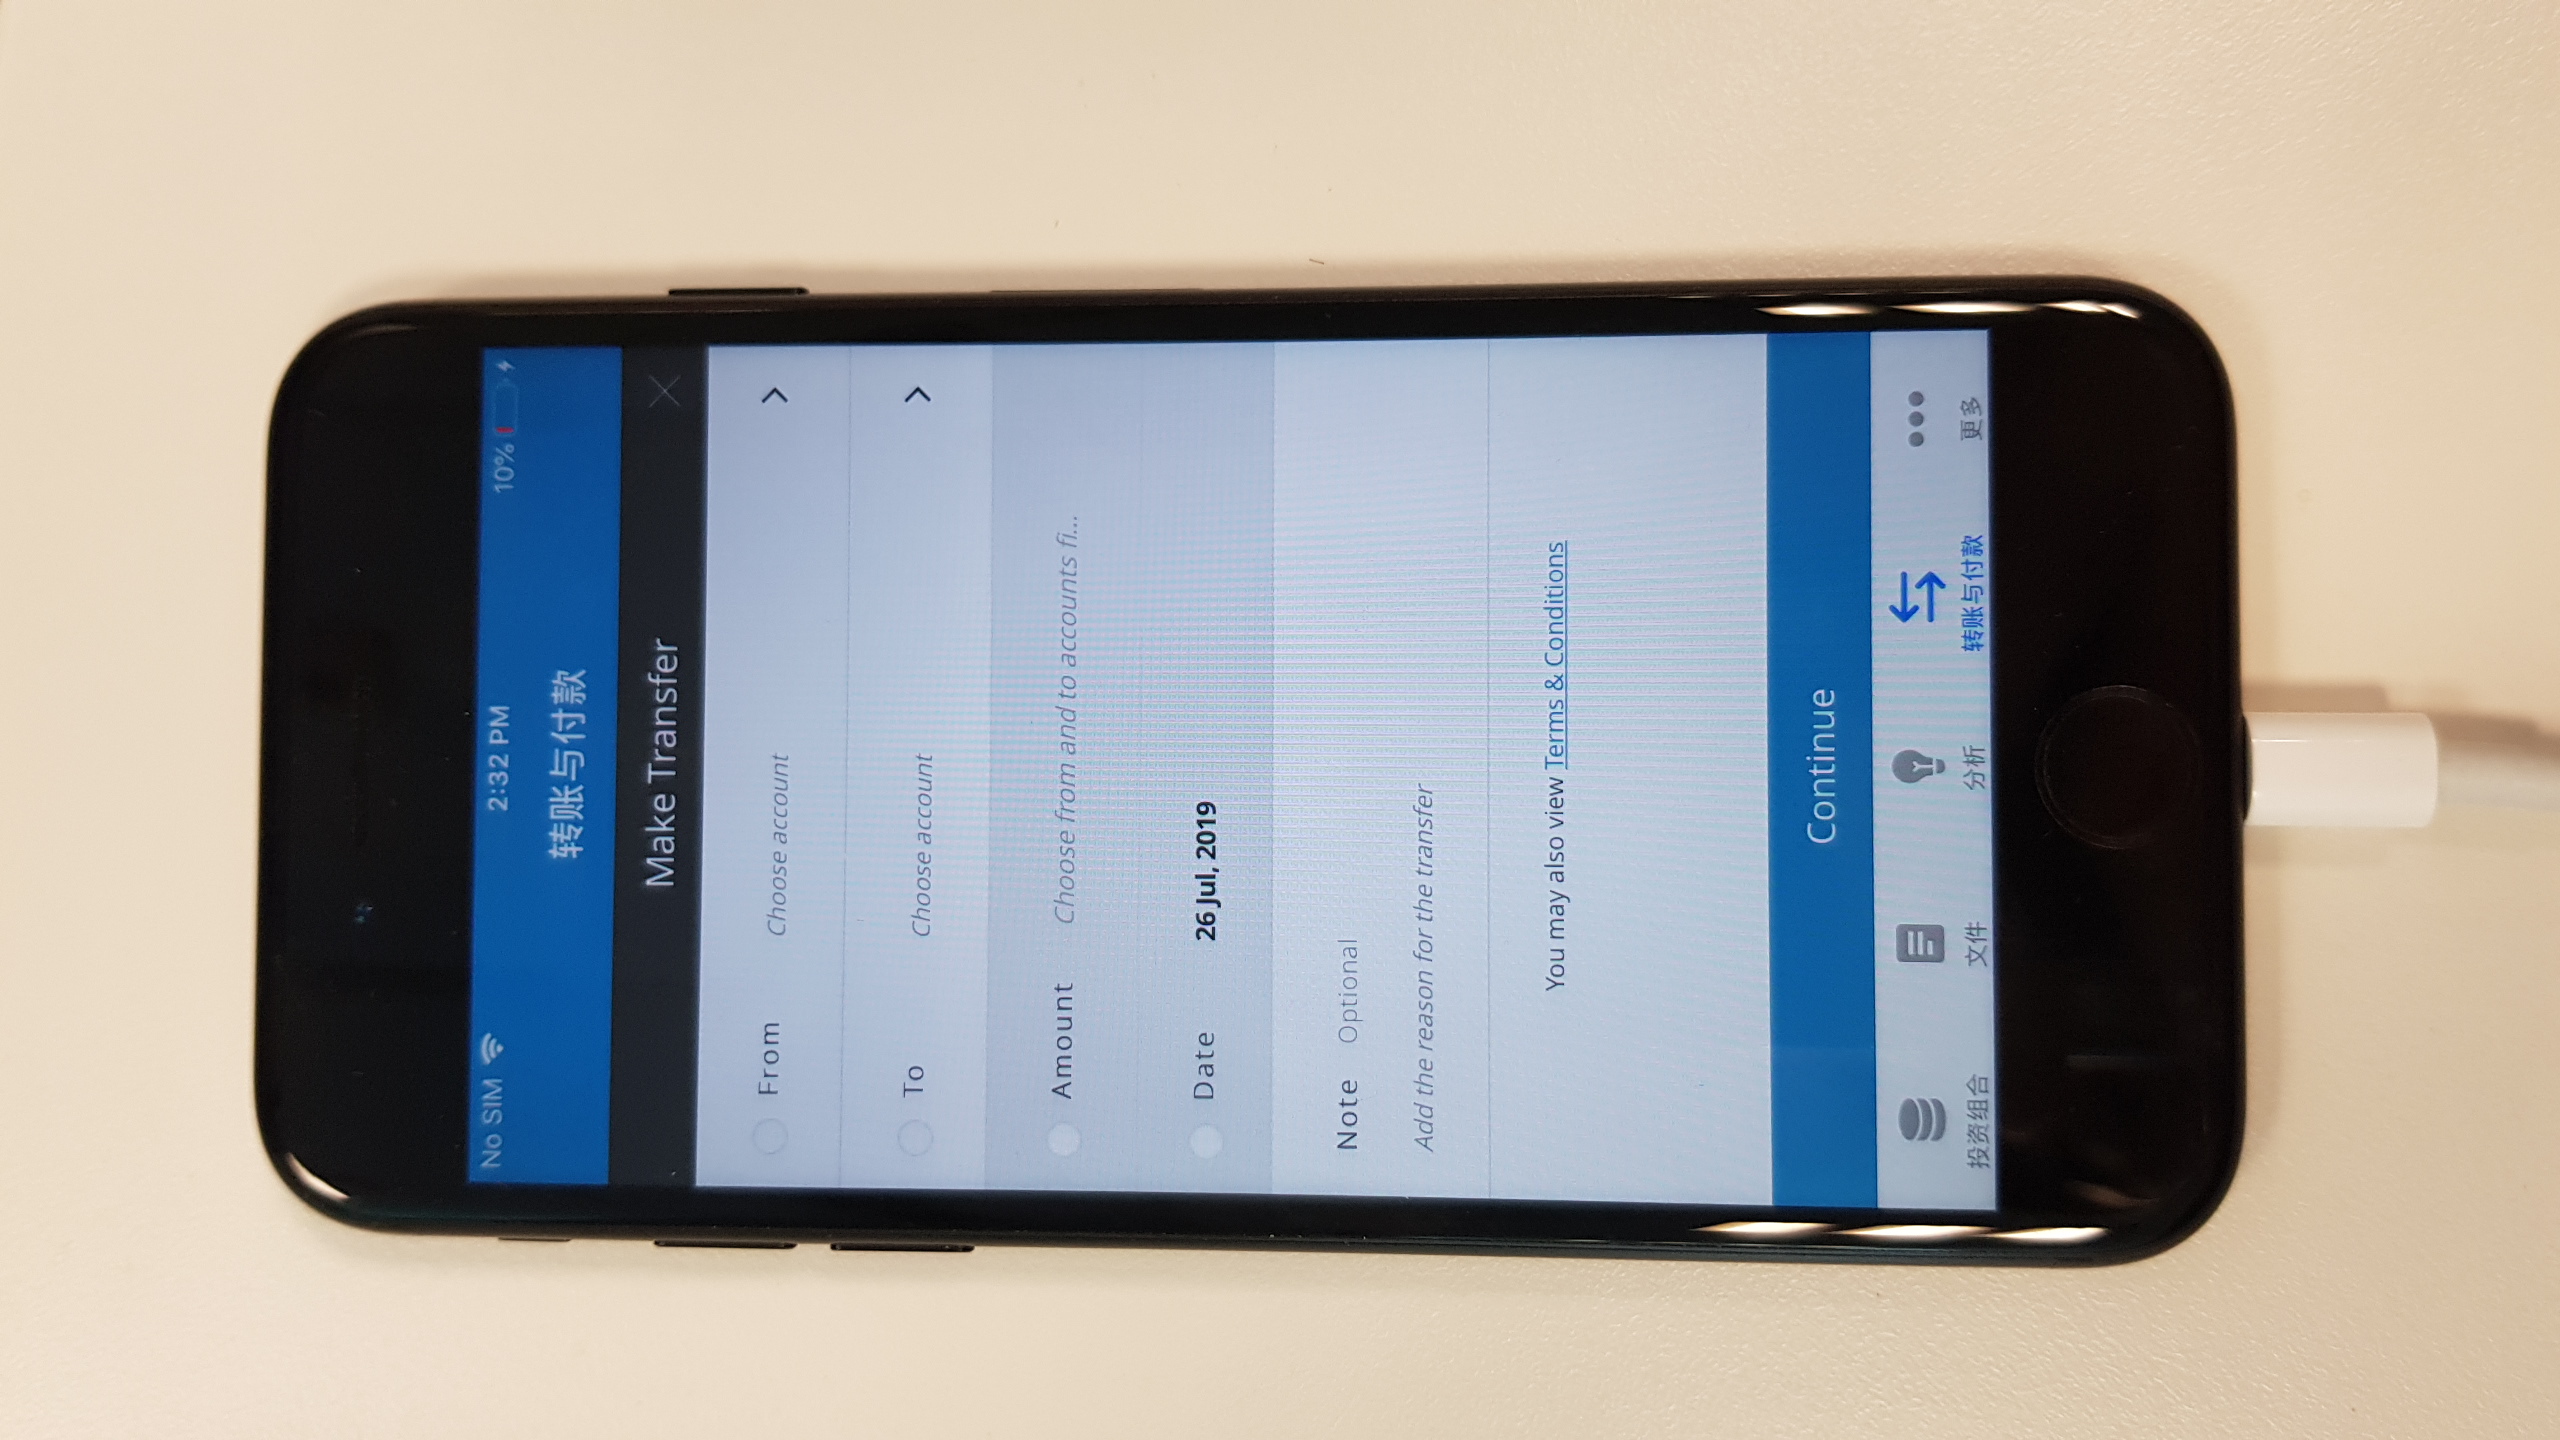 No SIM 2:32 PM 10%
转账与付款
Make Transfer
From Choose account
To Choose account
Amount Choose from and to accounts fi...
Date 26 Jul, 2019
Note Optional
Add the reason for the transfer
You may also view Terms & Conditions
Continue
投资组合 文件 分析 转账与付款 更多